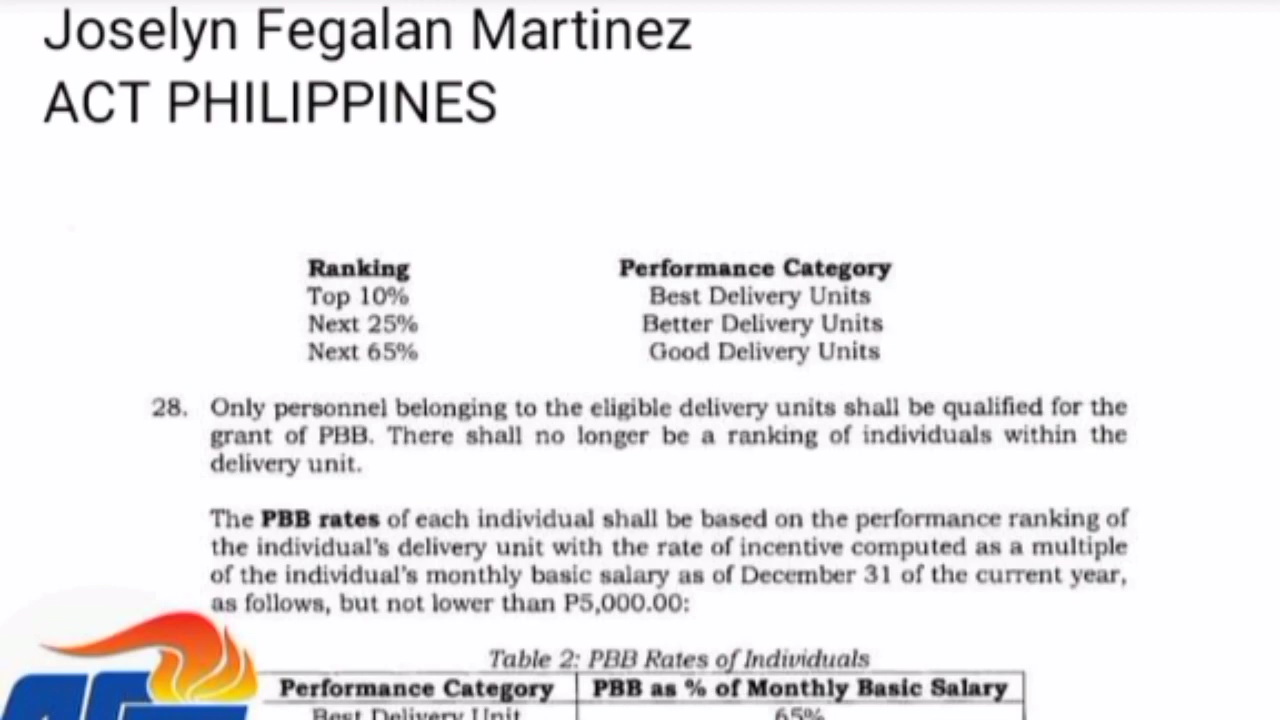 Joselyn Fegalan Martinez
ACT PHILIPPINES
Ranking Performance Category
Top 10% Best Delivery Units
Next 25% Better Delivery Units
Next 65% Good Delivery Units
28. Only personnel belonging to the eligible delivery units shall be qualified for the
grant of PBB. There shall no longer be a ranking of individuals within the
delivery unit.
The PBB rates of each individual shall be based on the performance ranking of
the individual's delivery unit with the rate of incentive computed as a multiple
of the individual's monthly basic salary as of December 31 of the current year,
as follows, but not lower than P5,000.00:
Table 2: PBB Rates of Individuals
Performance Category PBB as % of Monthly Basic Salary
Best Delivery Unit 65%